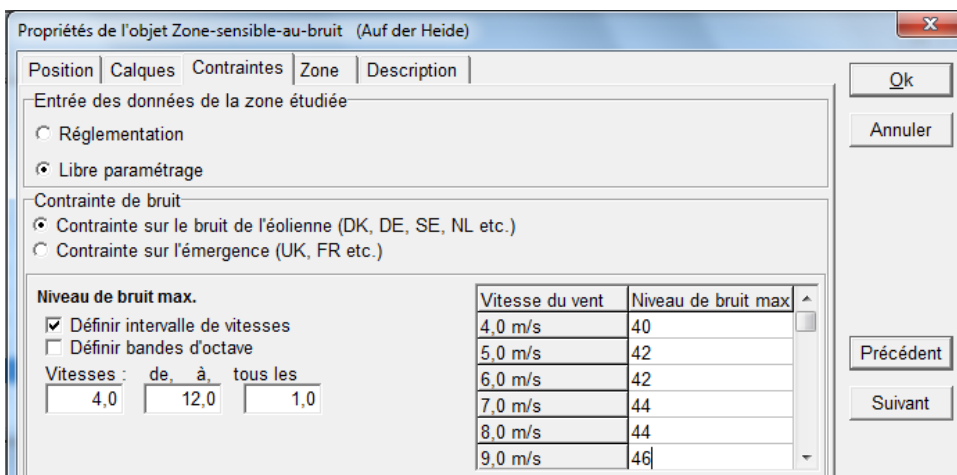 Propriétés de l'objet Zone-sensible-au-bruit (Auf der Heide)
Position Calques Contraintes Zone Description
Entrée des données de la zone étudiée
Réglementation
Libre paramétrage
Contrainte de bruit
Contrainte sur le bruit de l'éolienne (DK, DE, SE, NL etc.)
Contrainte sur l'émergence (UK, FR etc.)
Niveau de bruit max.
Définir intervalle de vitesses
Définir bandes d'octave
Vitesses : de, à, tous les
4,0 12,0 1,0
Vitesse du vent Niveau de bruit max
4,0 m/s 40
5,0 m/s 42
6,0 m/s 42
7,0 m/s 44
8,0 m/s 44
9,0 m/s 46
Ok
Annuler
Précédent
Suivant